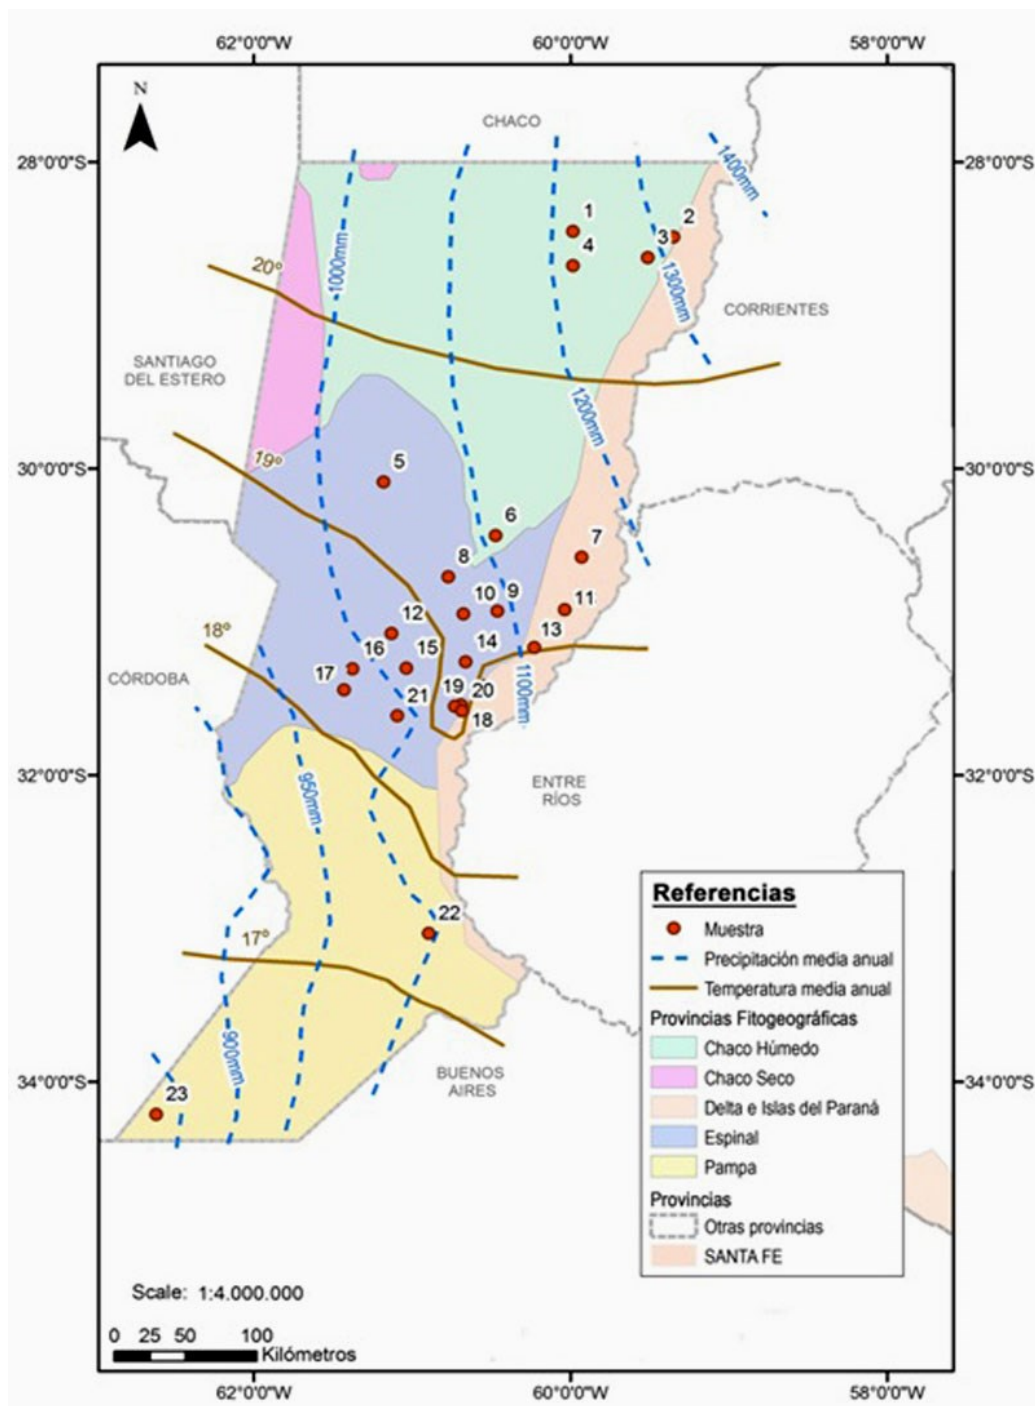 62°0'0"W 60°0'0"W 58°0'0"W
N
CHACO
28°0'0"S 28°0'0"S
1400mm
1
2
3
4
1300mm
1000mm
20º
CORRIENTES
SANTIAGO
DEL ESTERO
1200mm
19º
5
30°0'0"S 30°0'0"S
6
7
8
10 9
11
12
13
18º
16 15 14
17
CÓRDOBA
1100mm
19 20
21
18
32°0'0"S 32°0'0"S
ENTRE
RÍOS
950mm
22
17º
900mm
BUENOS
AIRES
23
34°0'0"S 34°0'0"S
Referencias
Muestra
Precipitación media anual
Temperatura media anual
Provincias Fitogeográficas
Chaco Húmedo
Chaco Seco
Delta e Islas del Paraná
Espinal
Pampa
Provincias
Otras provincias
SANTA FE
Scale: 1:4.000.000
0 25 50 100
Kilómetros
62°0'0"W 60°0'0"W 58°0'0"W